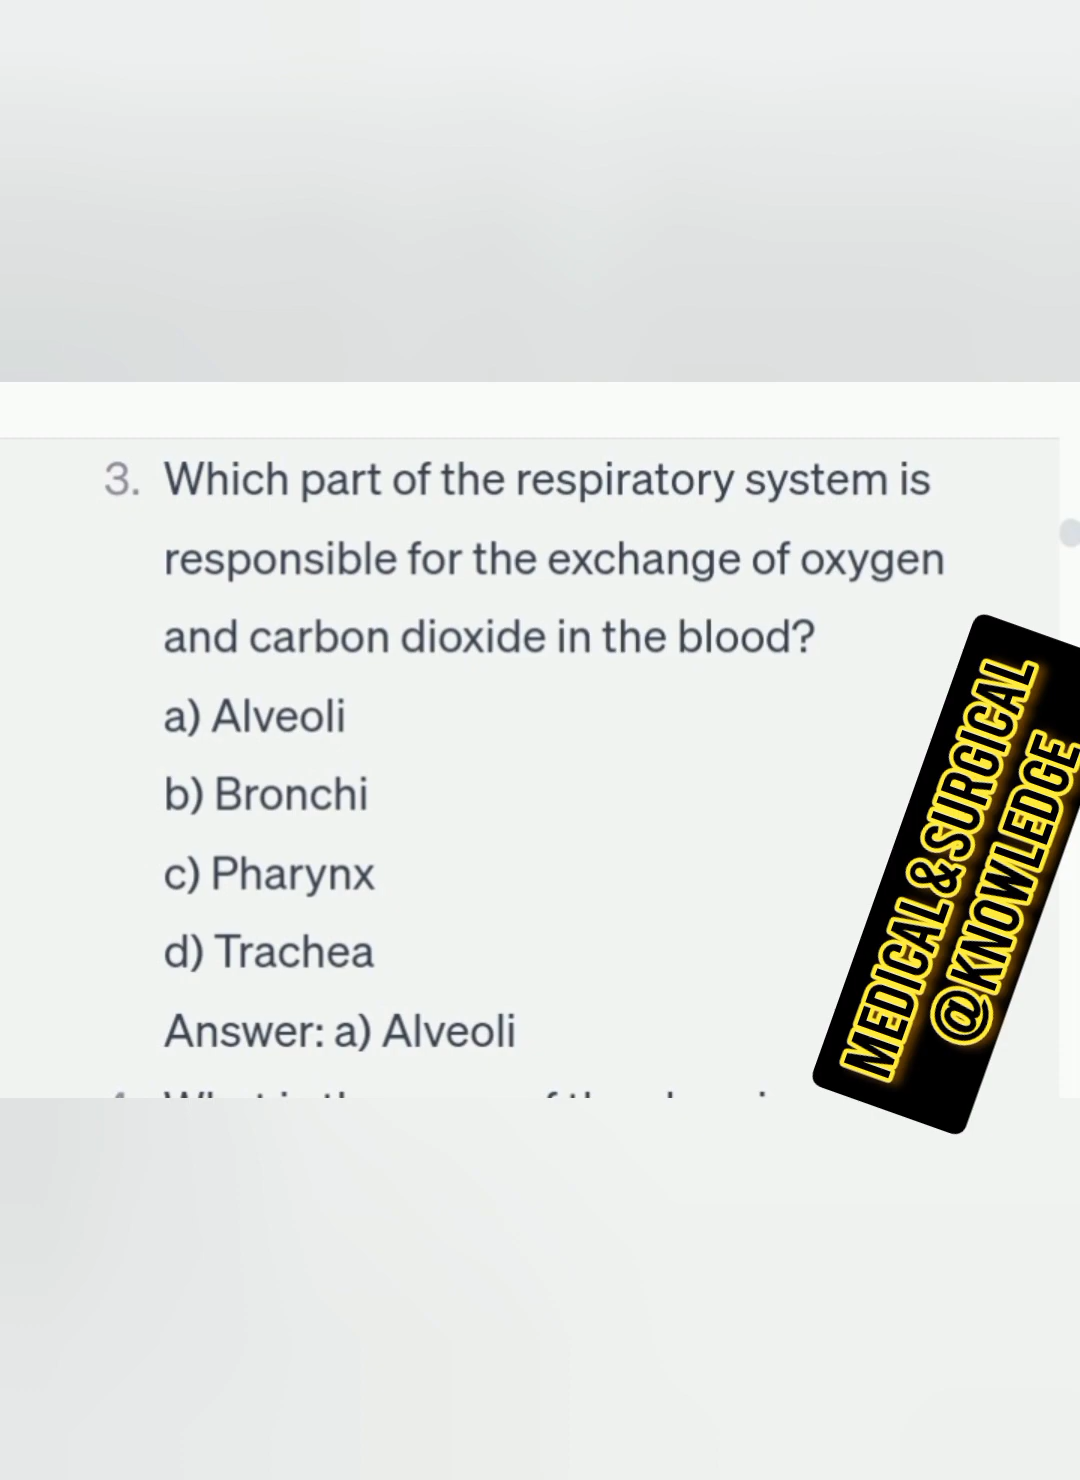 3. Which part of the respiratory system is
responsible for the exchange of oxygen
and carbon dioxide in the blood?
a) Alveoli
b) Bronchi
c) Pharynx
d) Trachea
Answer: a) Alveoli
MEDICAL & SURGICAL
@KNOWLEDGE